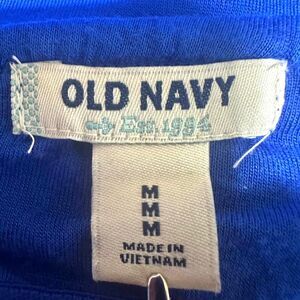 OLD NAVY
Est. 1994
M
M
M
MADE IN
VIETNAM